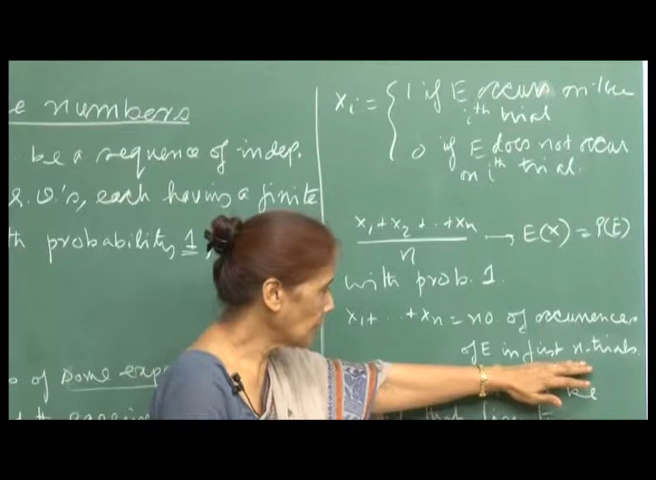 e numbers
be a sequence of indep.
r.v's, each having a finite
th probability 1,
s of some exp
Xi = { 1 if E occurs on the
ith trial
0 if E does not occur
on ith trial.
X1+X2+..+Xn / n → E(X) = P(E)
with prob. 1.
X1+ ..+Xn = no. of occurences
of E in first n-trials.
be